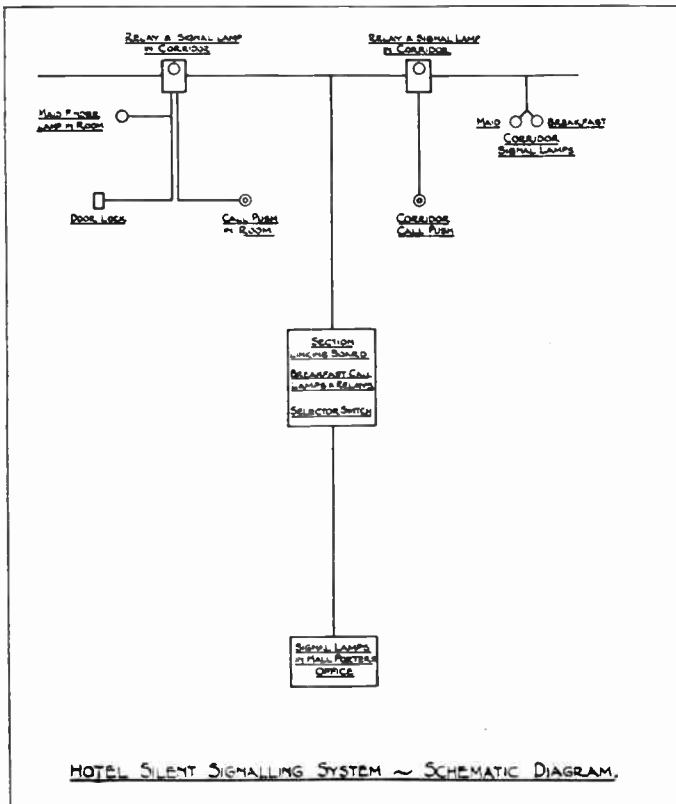 RELAY & SIGNAL LAMP
IN CORRIDOR
RELAY & SIGNAL LAMP
IN CORRIDOR
MAID FINDER
LAMP IN ROOM
MAID
BREAKFAST
CORRIDOR
SIGNAL LAMPS
DOOR LOCK
CALL PUSH
IN ROOM
CORRIDOR
CALL PUSH
SECTION
LINKING BOARD
BREAKFAST CALL
LAMPS & RELAYS
SELECTOR SWITCH
SIGNAL LAMPS
IN HALL PORTERS
OFFICE
HOTEL SILENT SIGNALLING SYSTEM ~ SCHEMATIC DIAGRAM.